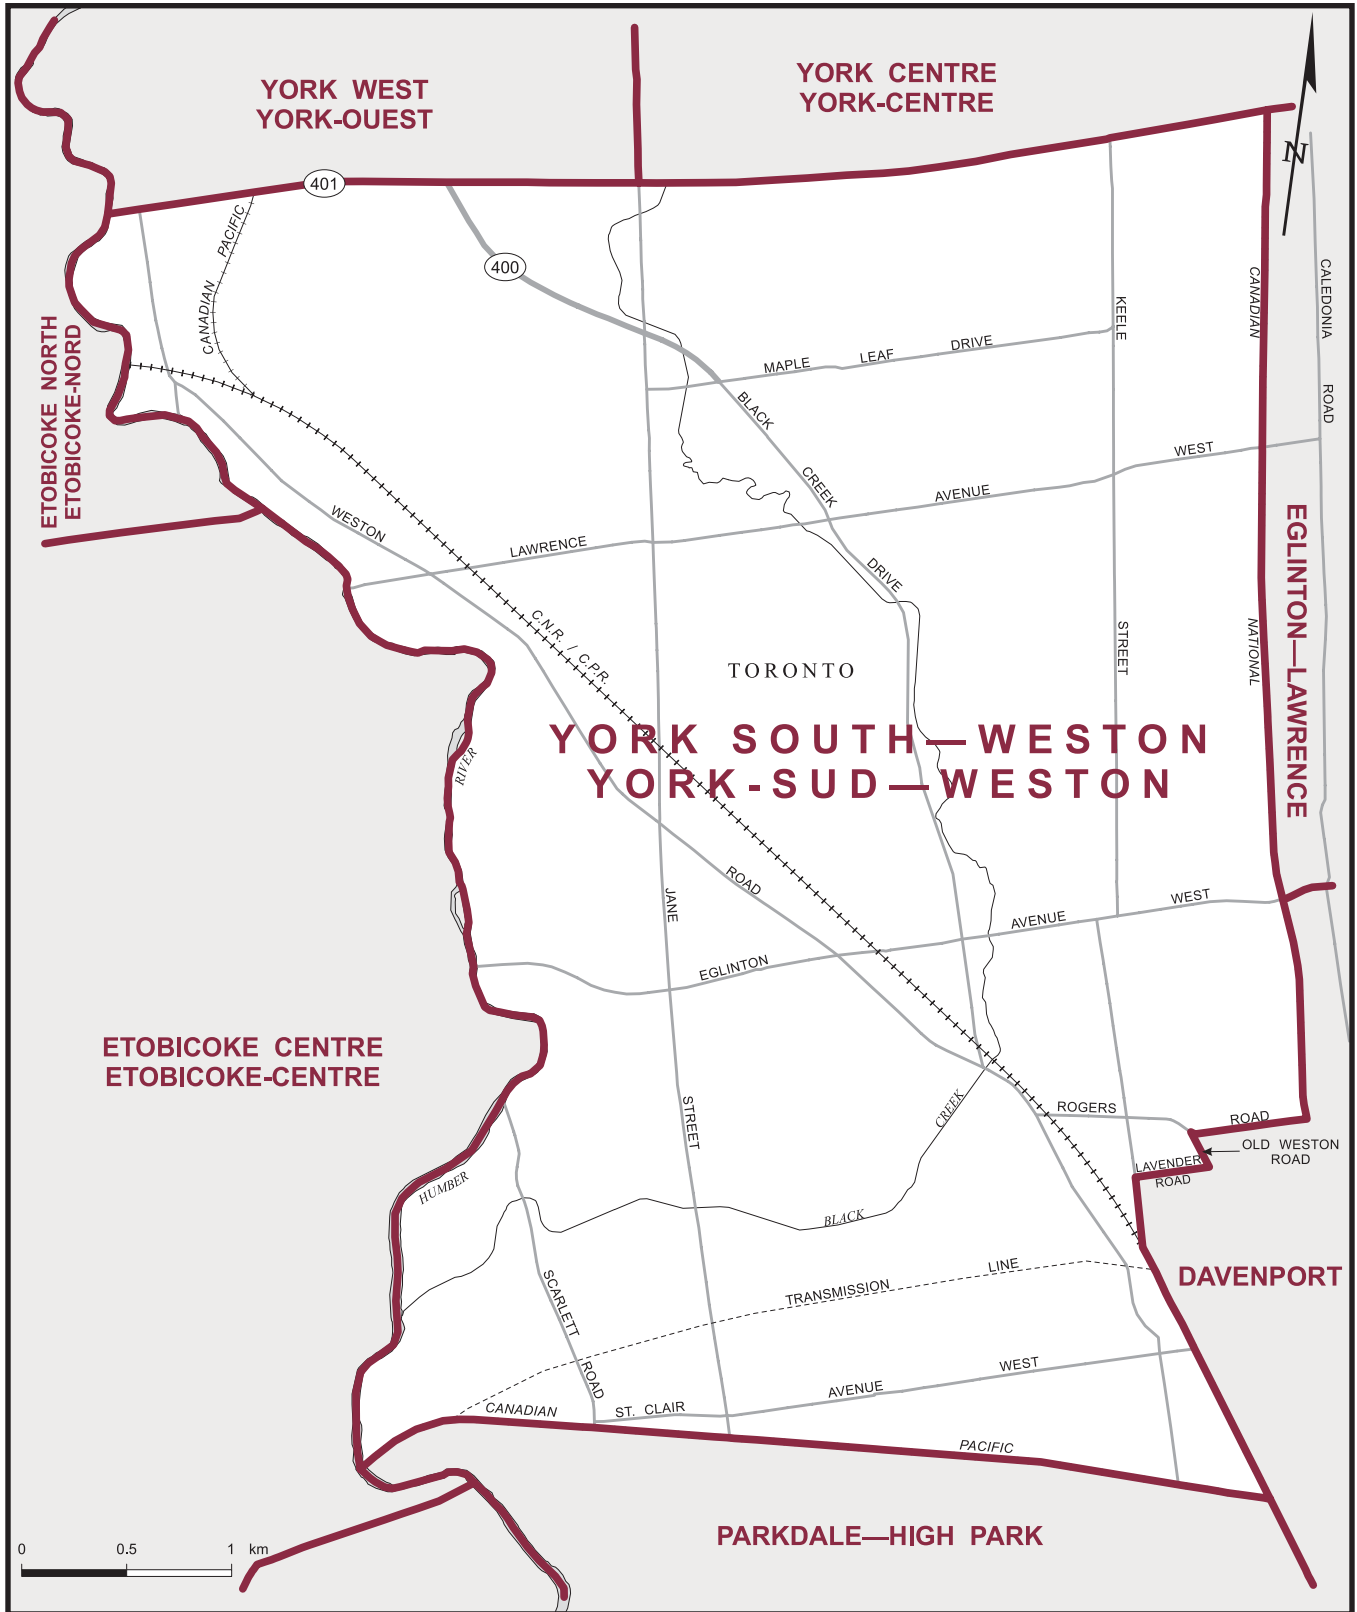 YORK WEST
YORK-OUEST
YORK CENTRE
YORK-CENTRE
N
401
400
CANADIAN PACIFIC
CANADIAN NATIONAL
CALEDONIA ROAD
KEELE STREET
ETOBICOKE NORTH
ETOBICOKE-NORD
MAPLE LEAF DRIVE
BLACK CREEK DRIVE
WESTON ROAD
LAWRENCE AVENUE WEST
EGLINTON—LAWRENCE
C.N.R. / C.P.R.
TORONTO
YORK SOUTH—WESTON
YORK-SUD—WESTON
HUMBER RIVER
JANE STREET
EGLINTON AVENUE WEST
ETOBICOKE CENTRE
ETOBICOKE-CENTRE
BLACK CREEK
ROGERS ROAD
OLD WESTON
ROAD
LAVENDER
ROAD
SCARLETT ROAD
TRANSMISSION LINE
DAVENPORT
ST. CLAIR AVENUE WEST
CANADIAN PACIFIC
PARKDALE—HIGH PARK
0 0.5 1 km